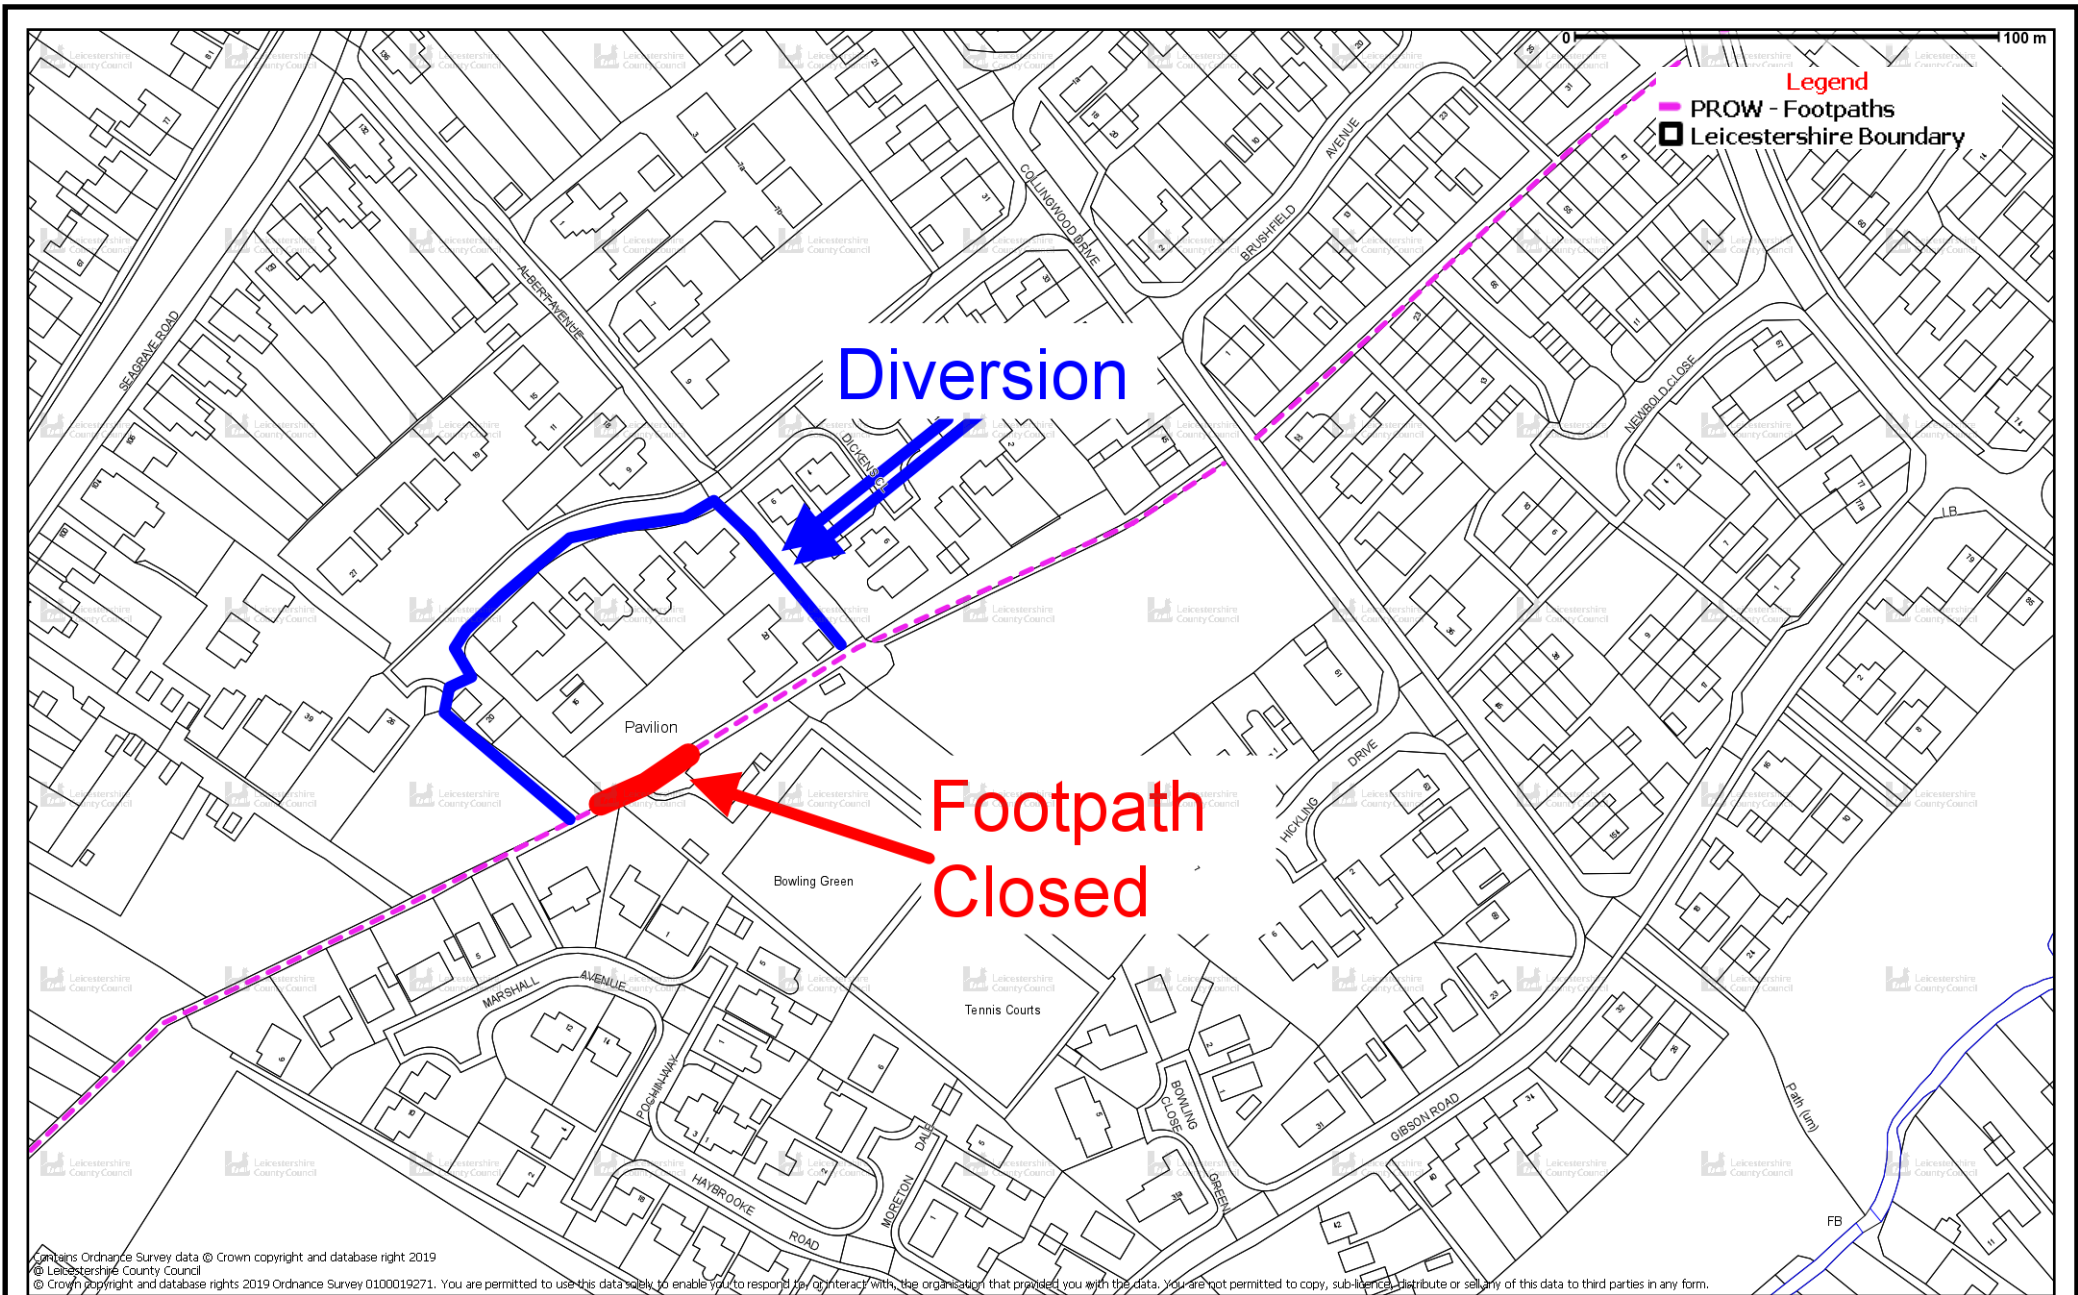 0 100 m
Legend
PROW - Footpaths
Leicestershire Boundary
COLLINGWOOD DRIVE
BRUSHFIELD AVENUE
ALBERT AVENUE
SEAGRAVE ROAD
Diversion
DICKENS CL
NEWBOLD CLOSE
LB
Pavilion
Footpath
Closed
HICKLING DRIVE
Bowling Green
Tennis Courts
MARSHALL AVENUE
POCHIN WAY
BOWLING GREEN CLOSE
GIBSON ROAD
Path (um)
MORETON DALE
HAYBROOKE ROAD
FB
Leicestershire
County Council
Contains Ordnance Survey data © Crown copyright and database right 2019
@ Leicestershire County Council
© Crown copyright and database rights 2019 Ordnance Survey 0100019271. You are permitted to use this data solely to enable you to respond to, or interact with, the organisation that provided you with the data. You are not permitted to copy, sub-licence, distribute or sell any of this data to third parties in any form.